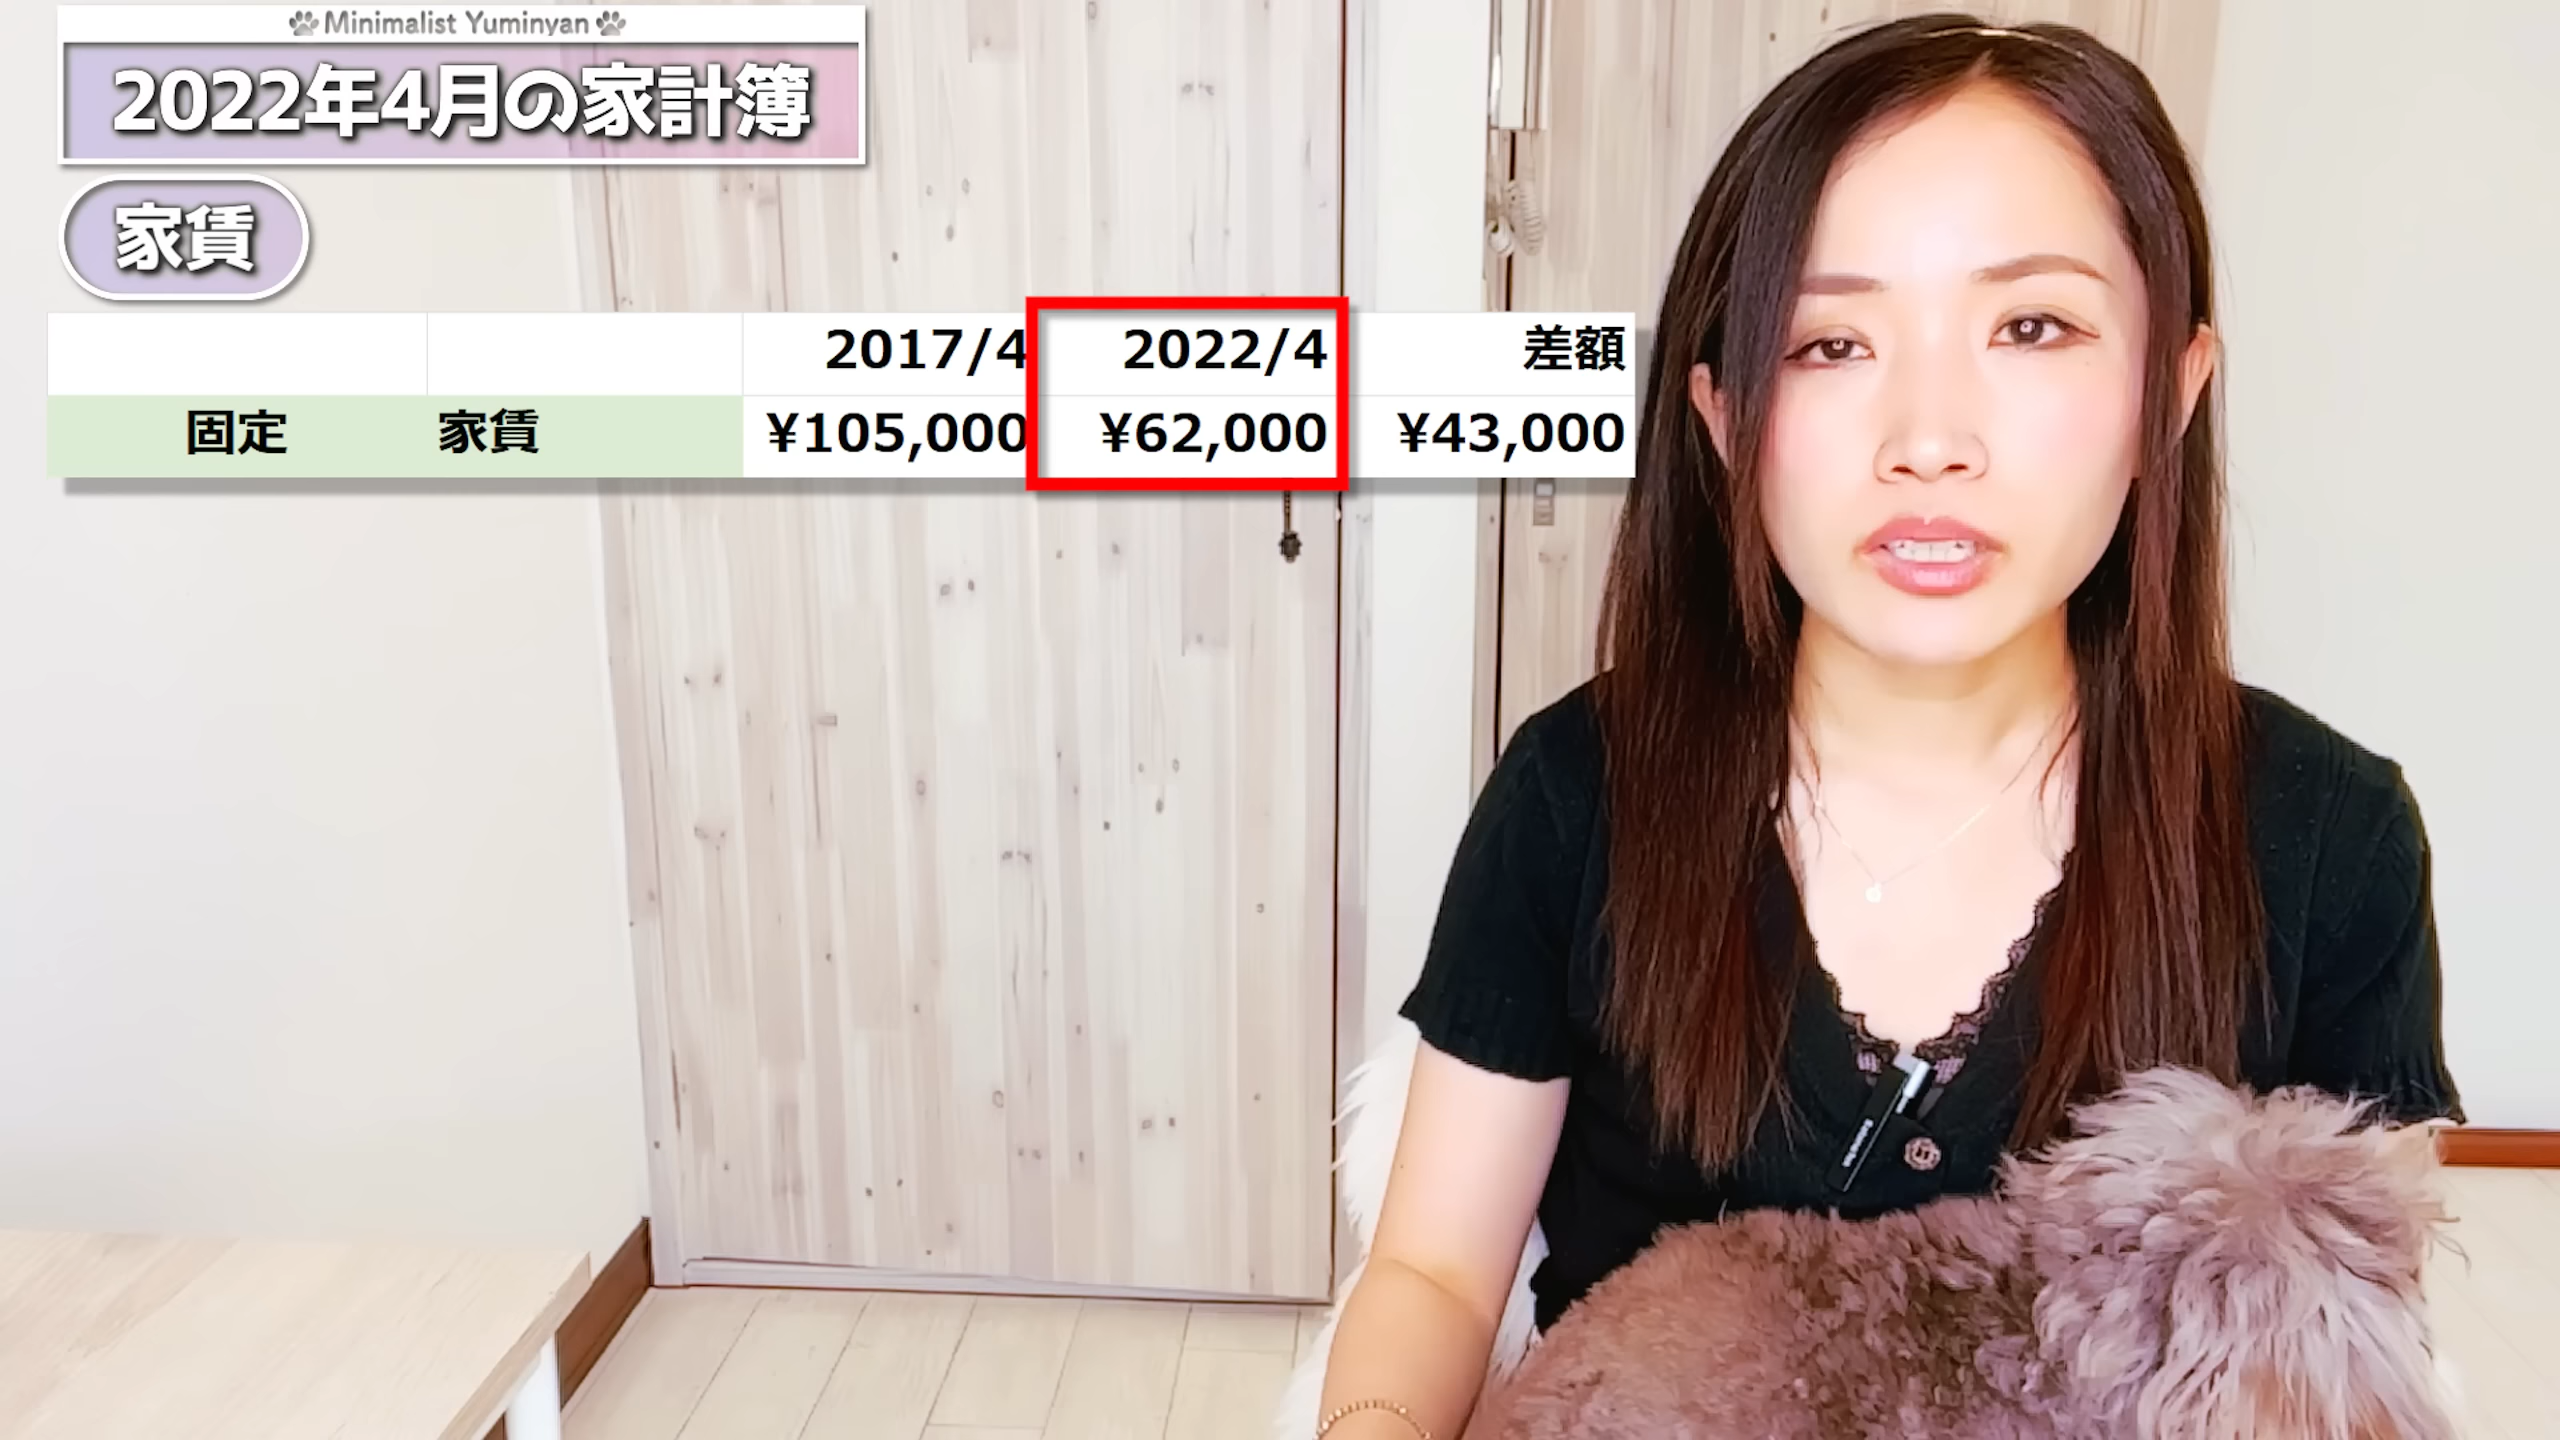 Minimalist Yuminyan
2022年4月の家計簿
家賃
2017/4 2022/4 差額
固定 家賃 ¥105,000 ¥62,000 ¥43,000